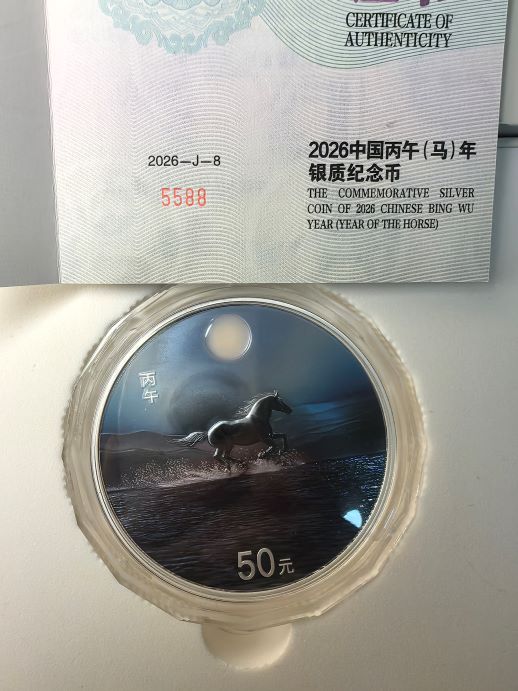 CERTIFICATE OF
AUTHENTICITY
2026-J-8
5588
2026中国丙午(马)年
银质纪念币
THE COMMEMORATIVE SILVER
COIN OF 2026 CHINESE BING WU
YEAR (YEAR OF THE HORSE)
丙午
50元